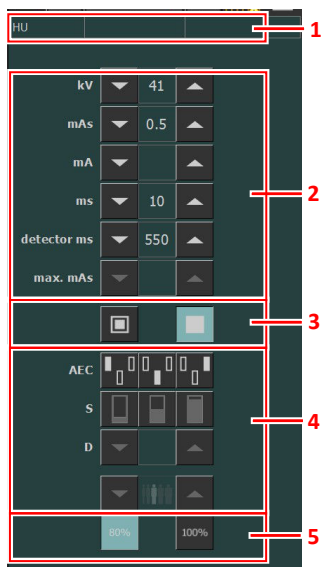 HU
1
kV 41
mAs 0.5
2
mA
ms 10
detector ms 550
max. mAs
3
AEC
S
4
D
80% 100%
5